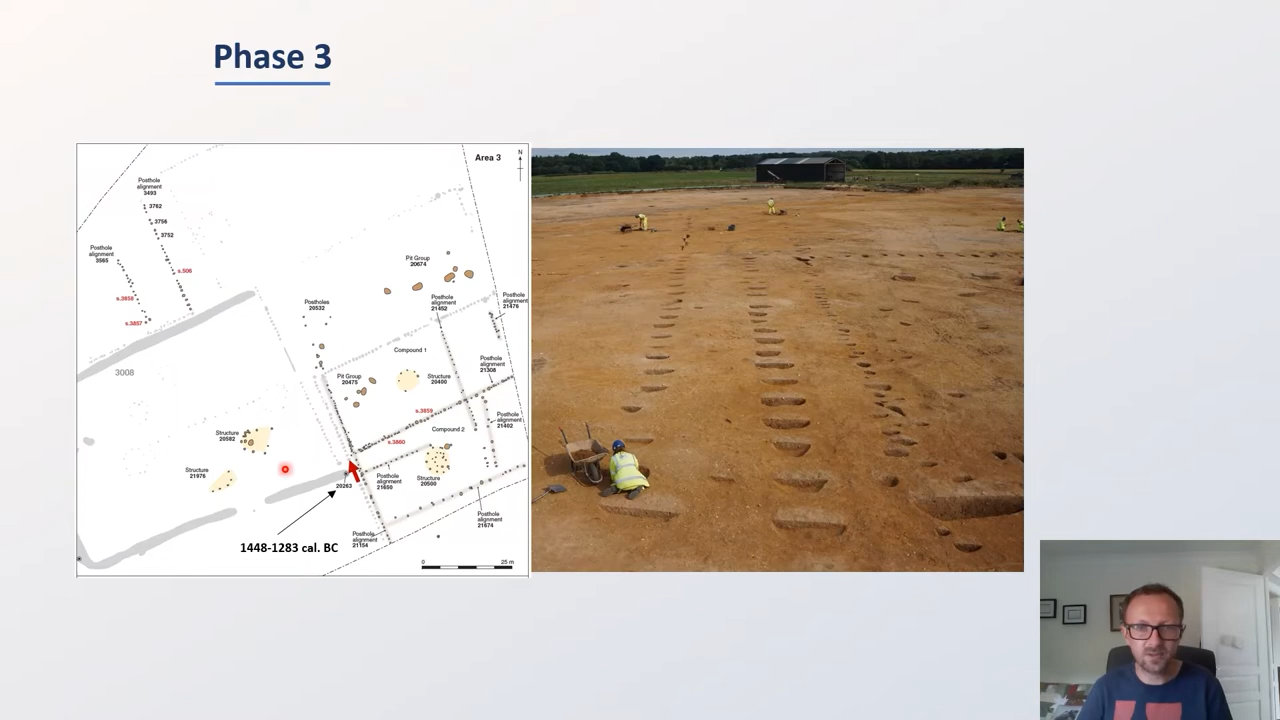 Phase 3
Area 3
N
Posthole
alignment
3493
3762
3756
3752
Posthole
alignment
3565
s.506
s.3858
s.3857
3008
Postholes
20532
Pit Group
20674
Posthole
alignment
21452
Posthole
alignment
21476
Compound 1
Pit Group
20475
Structure
20400
Posthole
alignment
21308
s.3859
Compound 2
Posthole
alignment
21402
s.3860
Structure
20582
Structure
21976
20263
Posthole
alignment
21650
Structure
20500
Posthole
alignment
21574
Posthole
alignment
21154
1448-1283 cal. BC
0
25 m